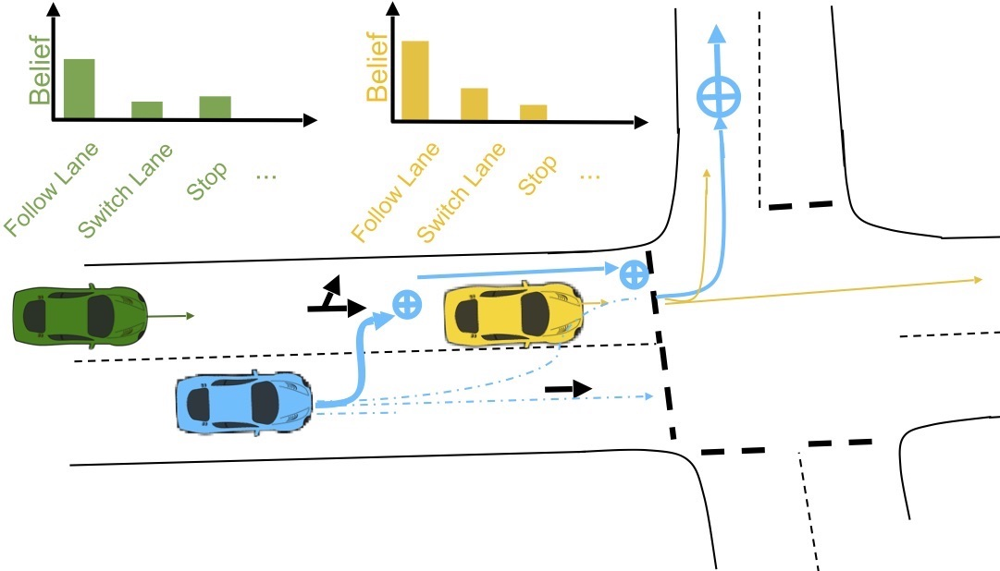 Belief
Follow Lane
Switch Lane
Stop
...
Belief
Follow Lane
Switch Lane
Stop
...